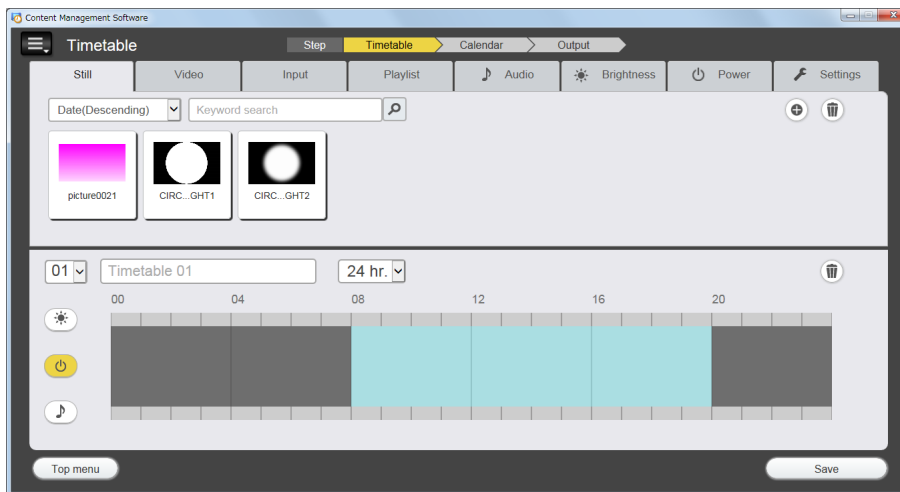 Content Management Software
Timetable
Step Timetable Calendar Output
Still Video Input Playlist Audio Brightness Power Settings
Date(Descending) Keyword search
picture0021 CIRC...GHT1 CIRC...GHT2
01 Timetable 01 24 hr.
00 04 08 12 16 20
Top menu Save